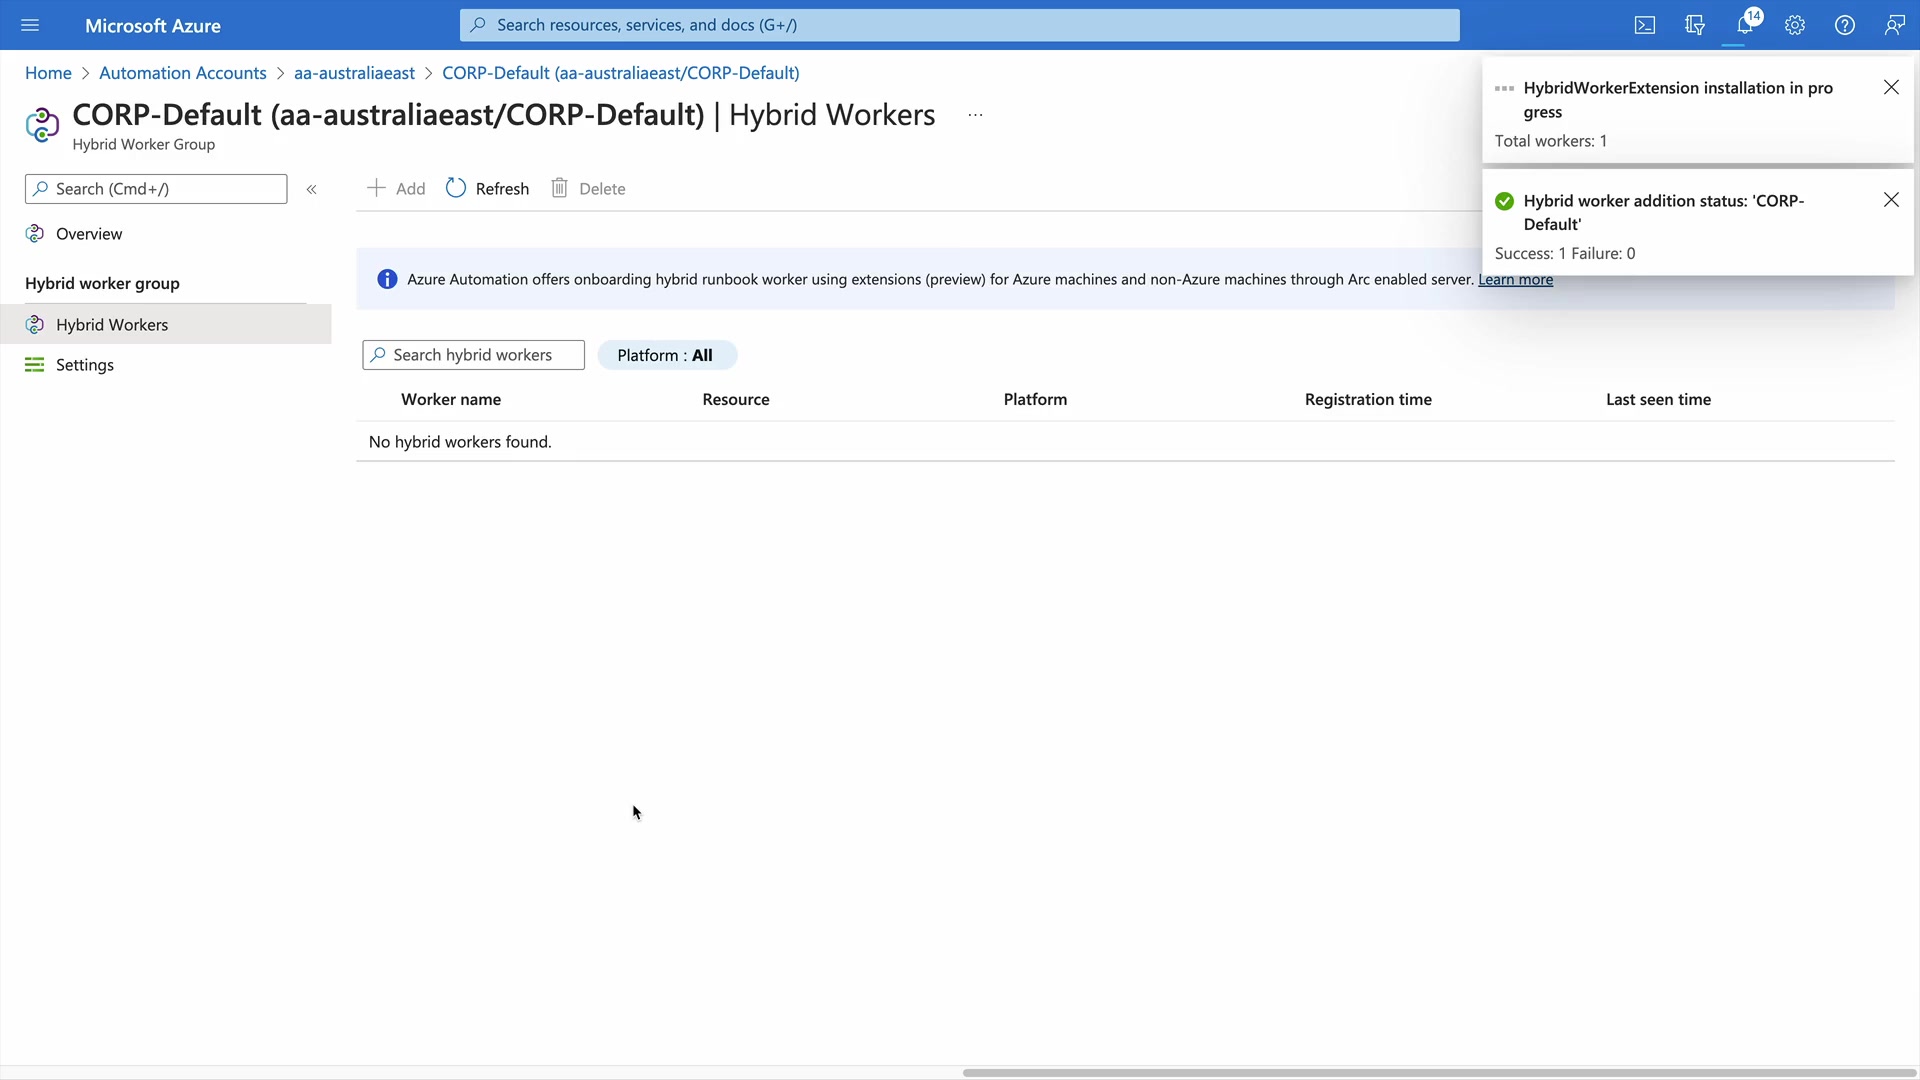 Microsoft Azure
Search resources, services, and docs (G+/)
14
Home > Automation Accounts > aa-australiaeast > CORP-Default (aa-australiaeast/CORP-Default)
CORP-Default (aa-australiaeast/CORP-Default) | Hybrid Workers ...
Hybrid Worker Group
HybridWorkerExtension installation in pro
gress
Total workers: 1
Hybrid worker addition status: 'CORP-
Default'
Success: 1 Failure: 0
Search (Cmd+/)
«
Overview
Hybrid worker group
Hybrid Workers
Settings
Add Refresh Delete
Azure Automation offers onboarding hybrid runbook worker using extensions (preview) for Azure machines and non-Azure machines through Arc enabled server. Learn more
Search hybrid workers
Platform : All
Worker name Resource Platform Registration time Last seen time
No hybrid workers found.